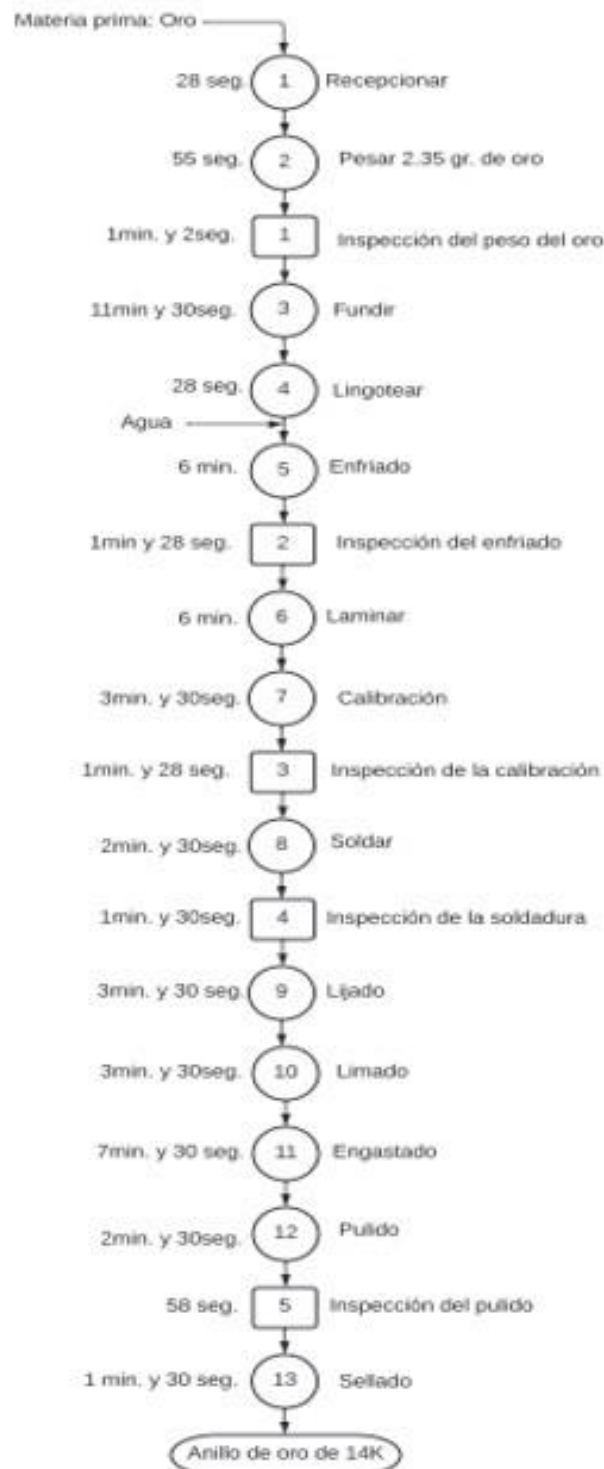 Materia prima: Oro
28 seg. 1 Recepcionar
55 seg. 2 Pesar 2.35 gr. de oro
1min. y 2seg. 1 Inspección del peso del oro
11min y 30seg. 3 Fundir
28 seg. 4 Lingotear
Agua
6 min. 5 Enfriado
1min y 28 seg. 2 Inspección del enfriado
6 min. 6 Laminar
3min. y 30seg. 7 Calibración
1min. y 28 seg. 3 Inspección de la calibración
2min. y 30seg. 8 Soldar
1min. y 30seg. 4 Inspección de la soldadura
3min. y 30 seg. 9 Lijado
3min. y 30seg. 10 Limado
7min. y 30 seg. 11 Engastado
2min. y 30seg. 12 Pulido
58 seg. 5 Inspección del pulido
1 min. y 30 seg. 13 Sellado
Anillo de oro de 14K